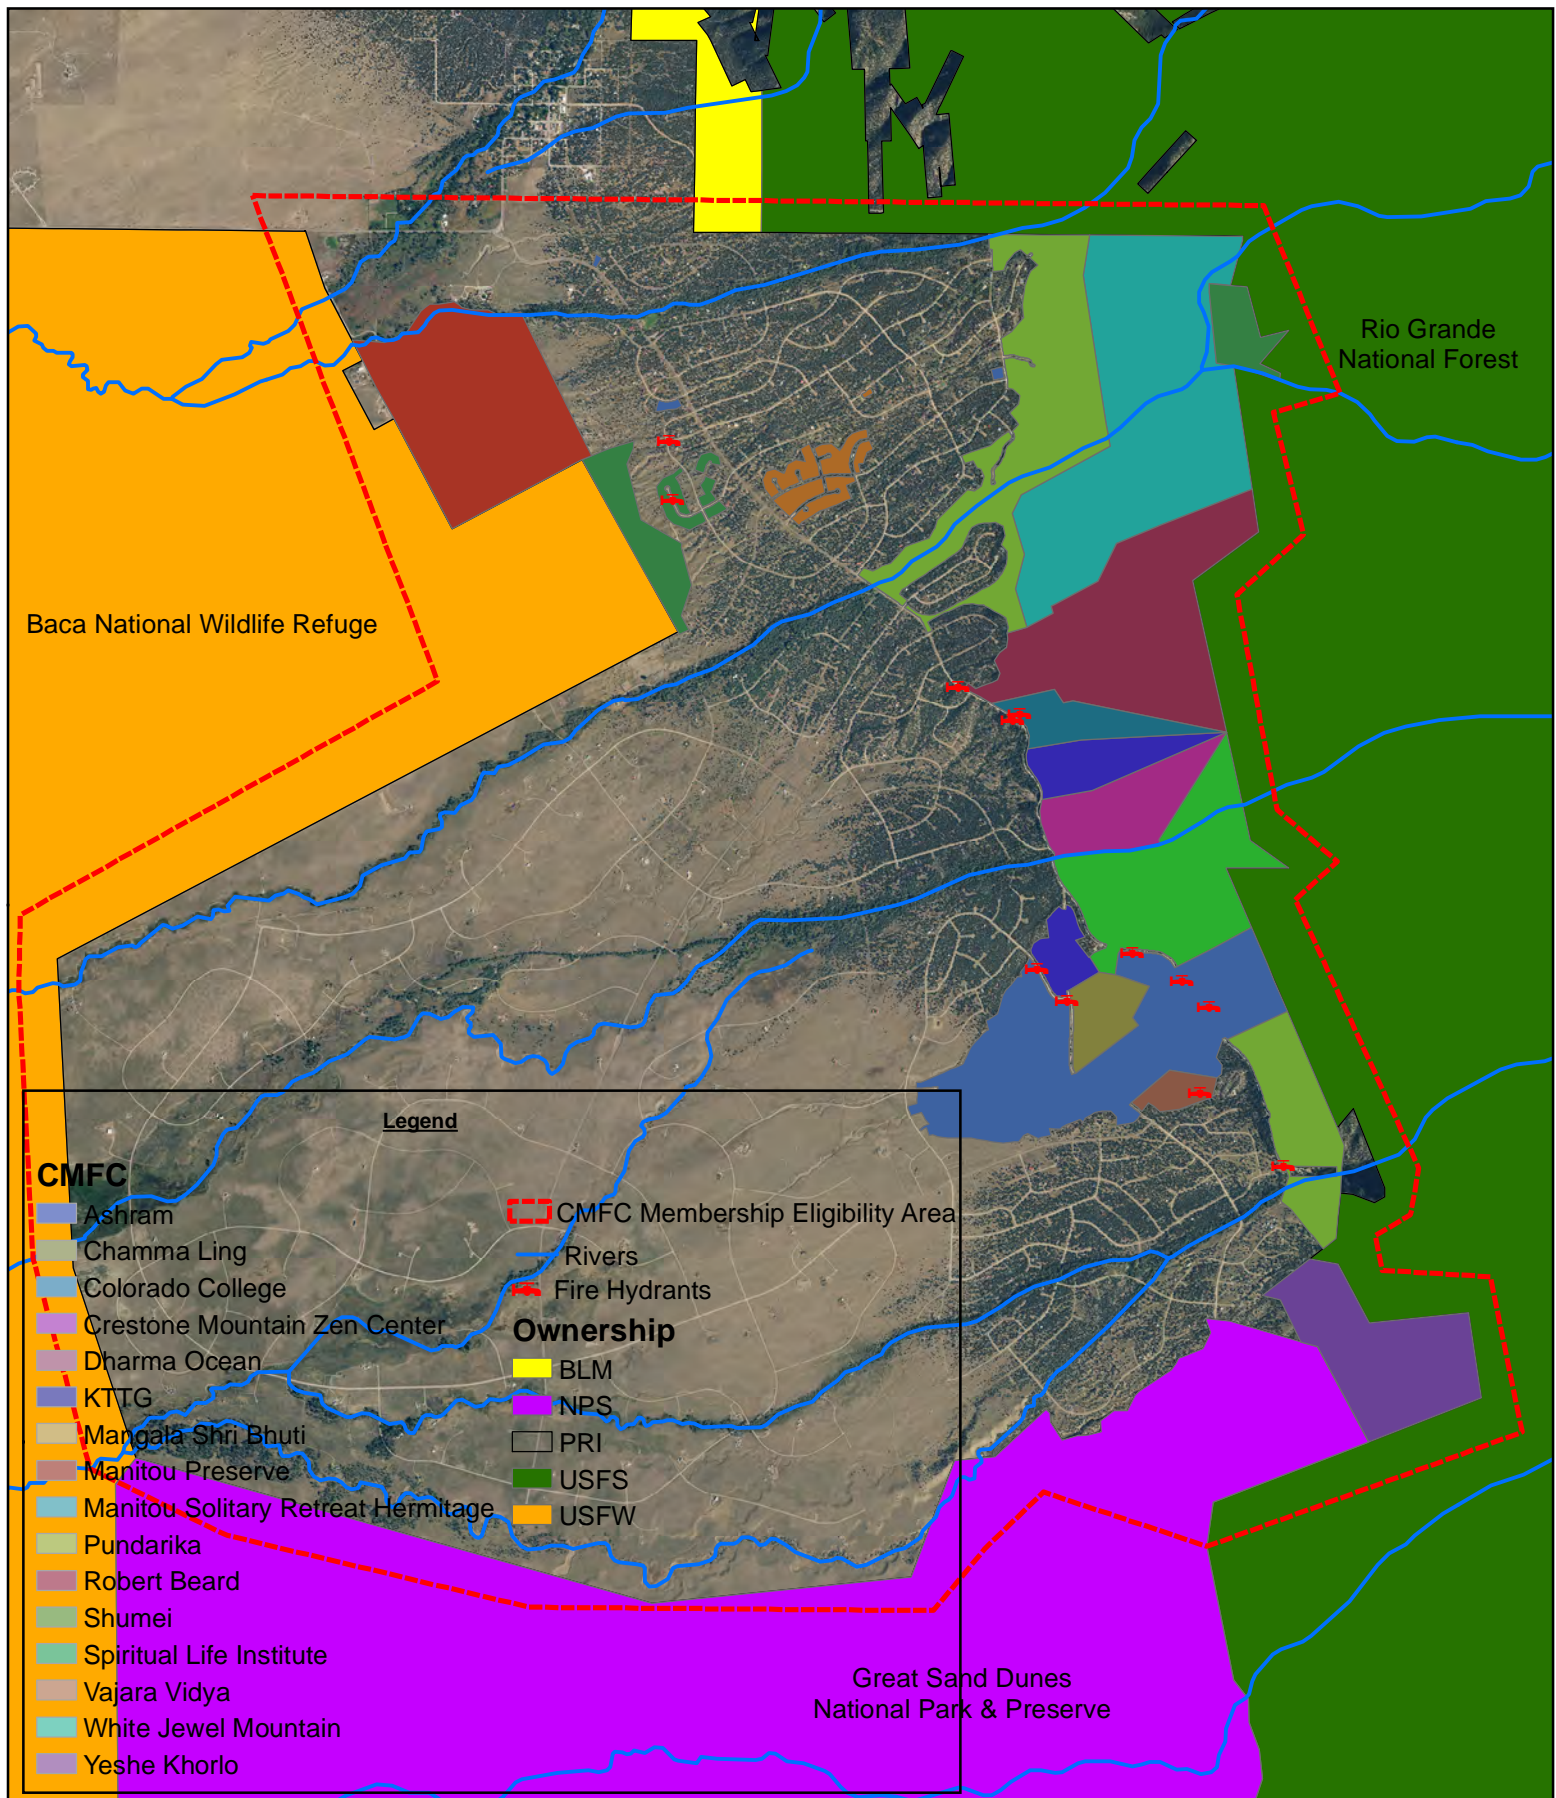 Rio Grande
National Forest
Baca National Wildlife Refuge
Legend
CMFC
Ashram
Chamma Ling
Colorado College
Crestone Mountain Zen Center
Dharma Ocean
KTTG
Mangala Shri Bhuti
Manitou Preserve
Manitou Solitary Retreat Hermitage
Pundarika
Robert Beard
Shumei
Spiritual Life Institute
Vajara Vidya
White Jewel Mountain
Yeshe Khorlo
CMFC Membership Eligibility Area
Rivers
Fire Hydrants
Ownership
BLM
NPS
PRI
USFS
USFW
Great Sand Dunes
National Park & Preserve